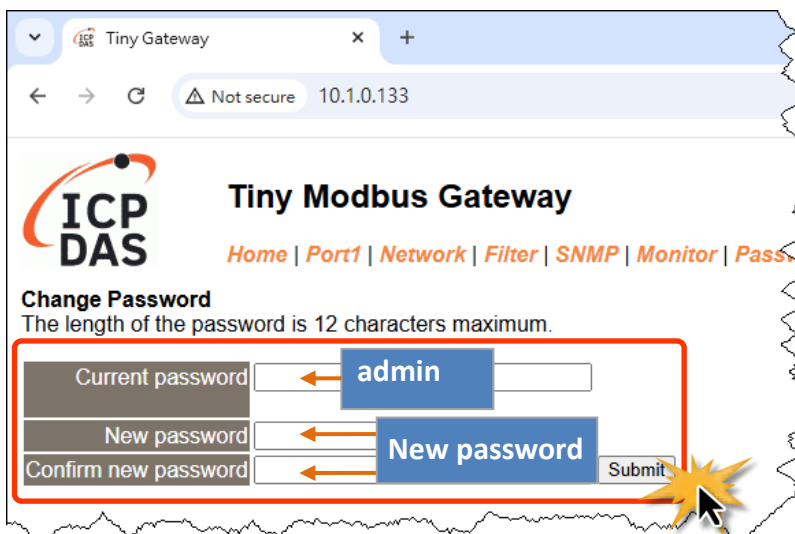 Tiny Gateway
Not secure 10.1.0.133
ICP DAS
Tiny Modbus Gateway
Home | Port1 | Network | Filter | SNMP | Monitor |
Change Password
The length of the password is 12 characters maximum.
Current password admin
New password
New password
Confirm new password Submit